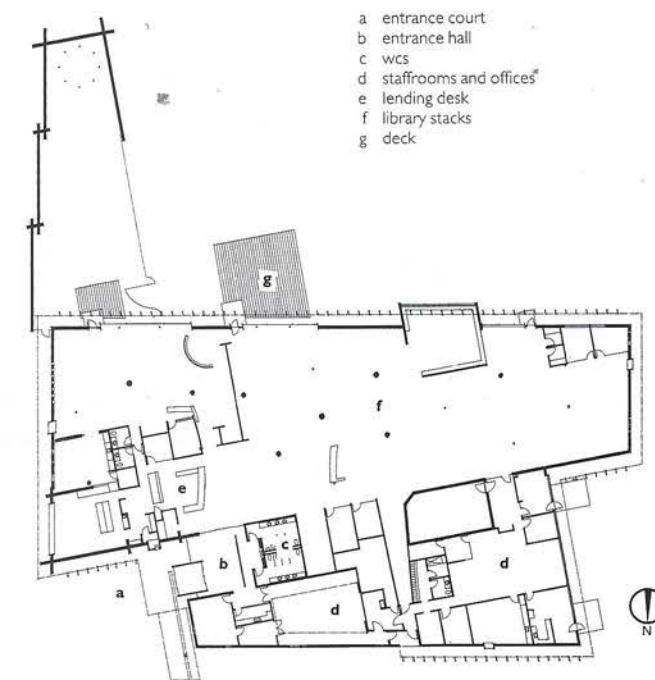 a entrance court
b entrance hall
c wcs
d staffrooms and offices*
e lending desk
f library stacks
g deck
g
f
e
c
b
d
a
d
N